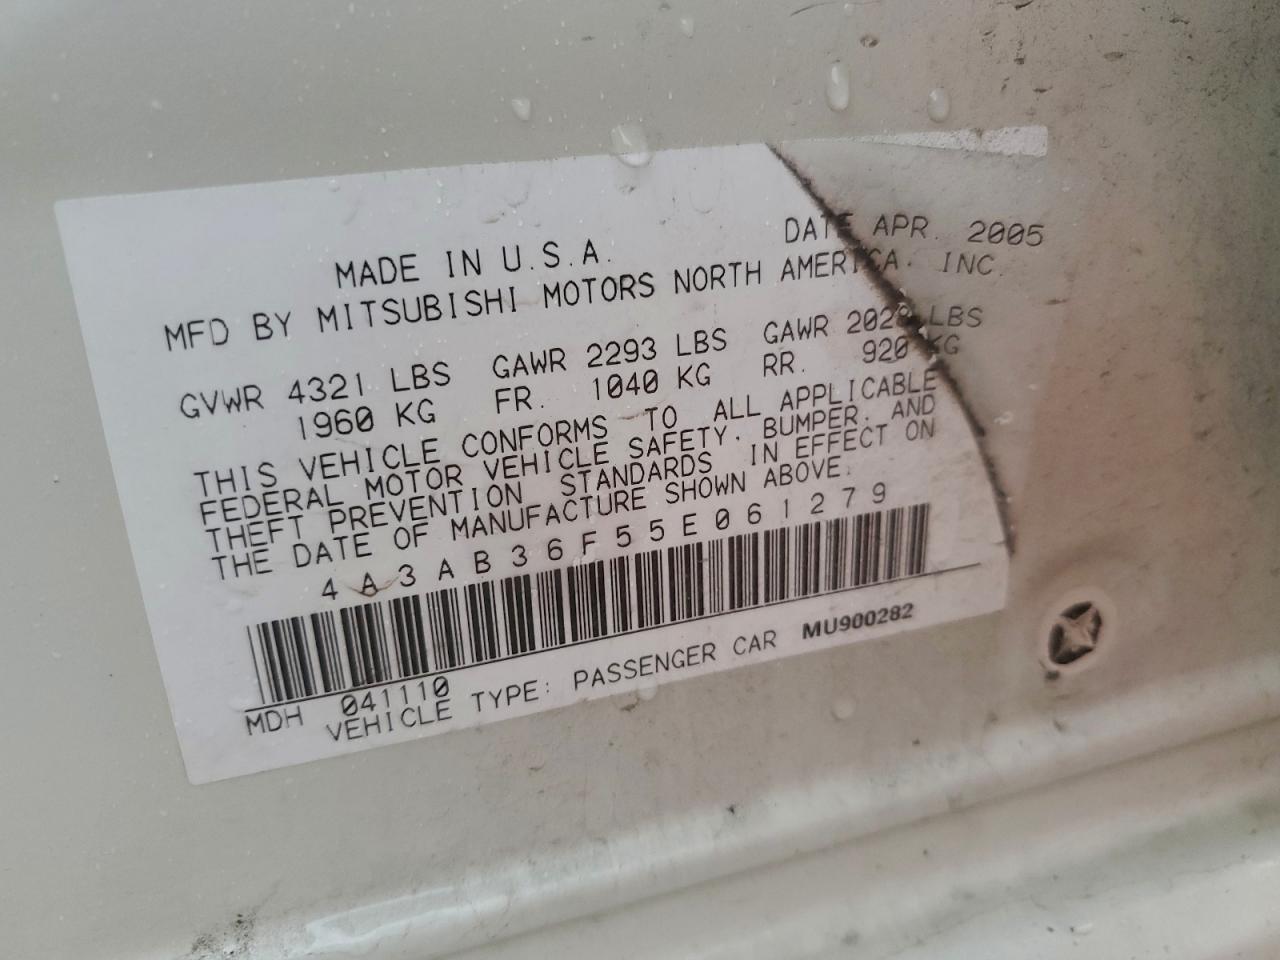 DATE APR. 2005
MADE IN U.S.A.
MFD BY MITSUBISHI MOTORS NORTH AMERICA. INC.
GVWR 4321 LBS GAWR 2293 LBS GAWR 2028 LBS
1960 KG FR. 1040 KG RR. 920 KG
THIS VEHICLE CONFORMS TO ALL APPLICABLE
FEDERAL MOTOR VEHICLE SAFETY. BUMPER. AND
THEFT PREVENTION STANDARDS IN EFFECT ON
THE DATE OF MANUFACTURE SHOWN ABOVE.
4A3AB36F55E061279
MDH 041110
VEHICLE TYPE: PASSENGER CAR MU900282